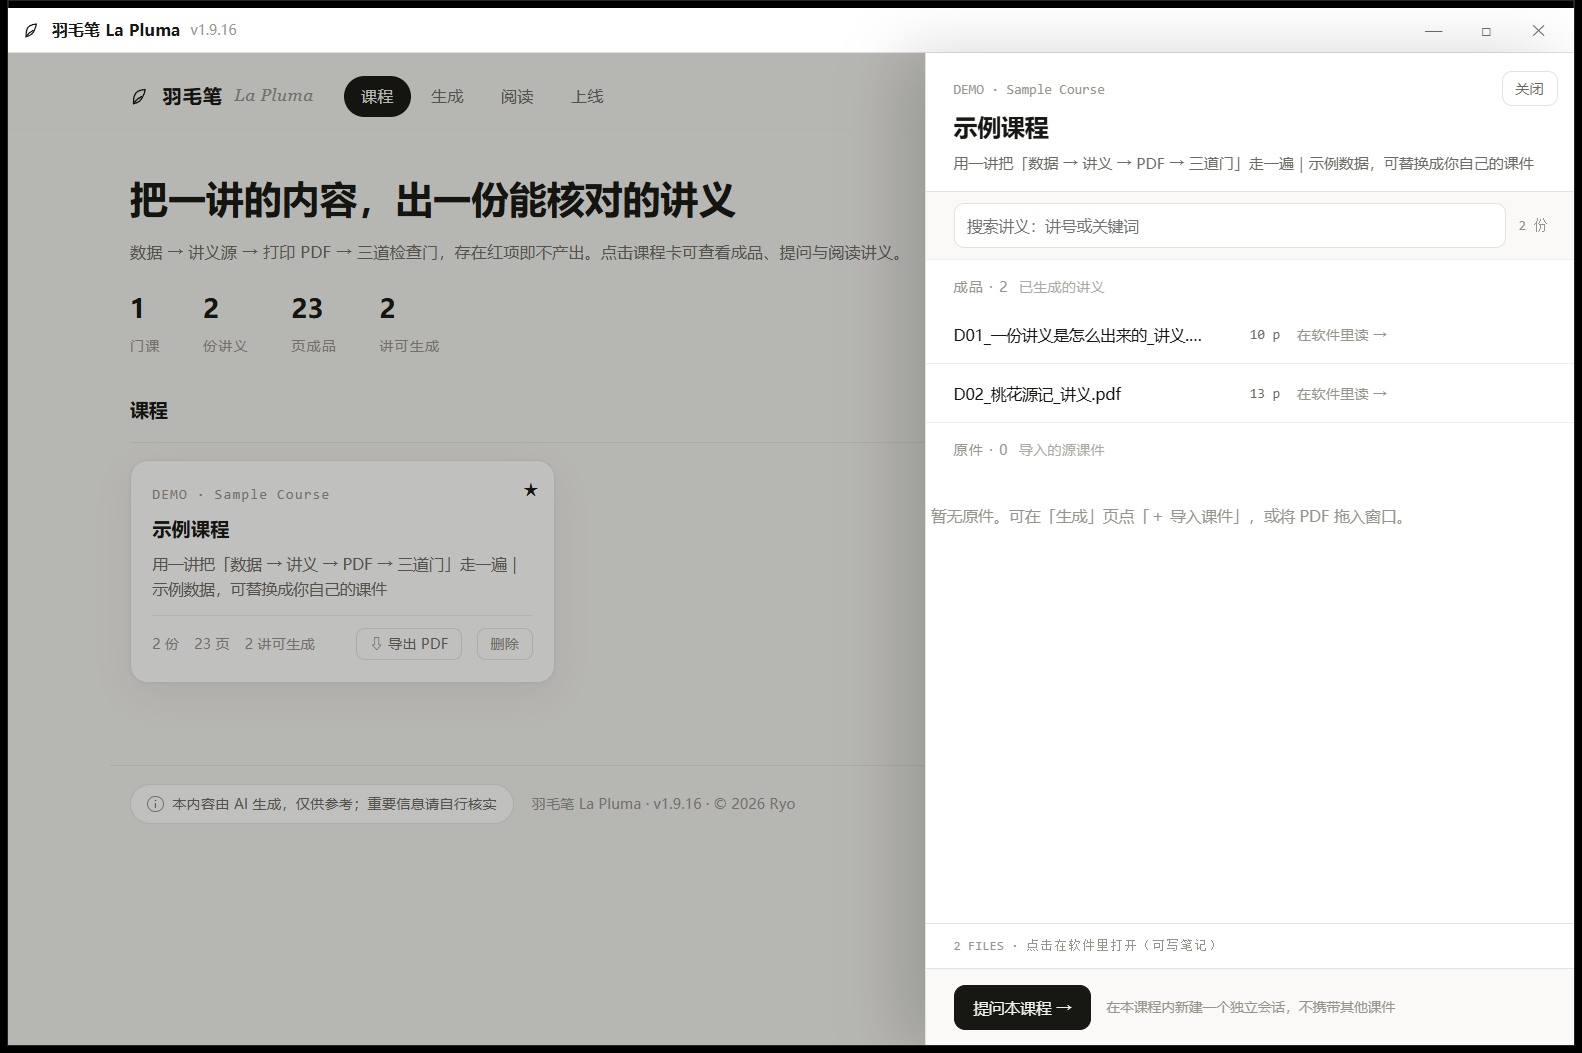 羽毛笔 La Pluma v1.9.16
羽毛笔 La Pluma 课程 生成 阅读 上线
把一讲的内容，出一份能核对的讲义
数据 → 讲义源 → 打印 PDF → 三道检查门，存在红项即不产出。点击课程卡可查看成品、提问与阅读讲义。
1 2 23 2
门课 份讲义 页成品 讲可生成
课程
DEMO · Sample Course ★
示例课程
用一讲把「数据 → 讲义 → PDF → 三道门」走一遍 |
示例数据，可替换成你自己的课件
2 份 23 页 2 讲可生成 ⇩ 导出 PDF 删除
本内容由 AI 生成，仅供参考；重要信息请自行核实 羽毛笔 La Pluma · v1.9.16 · © 2026 Ryo
DEMO · Sample Course 关闭
示例课程
用一讲把「数据 → 讲义 → PDF → 三道门」走一遍 | 示例数据，可替换成你自己的课件
搜索讲义：讲号或关键词 2 份
成品 · 2 已生成的讲义
D01_一份讲义是怎么出来的_讲义.... 10 p 在软件里读 →
D02_桃花源记_讲义.pdf 13 p 在软件里读 →
原件 · 0 导入的源课件
暂无原件。可在「生成」页点「 + 导入课件」，或将 PDF 拖入窗口。
2 FILES · 点击在软件里打开（可写笔记）
提问本课程 → 在本课程内新建一个独立会话，不携带其他课件